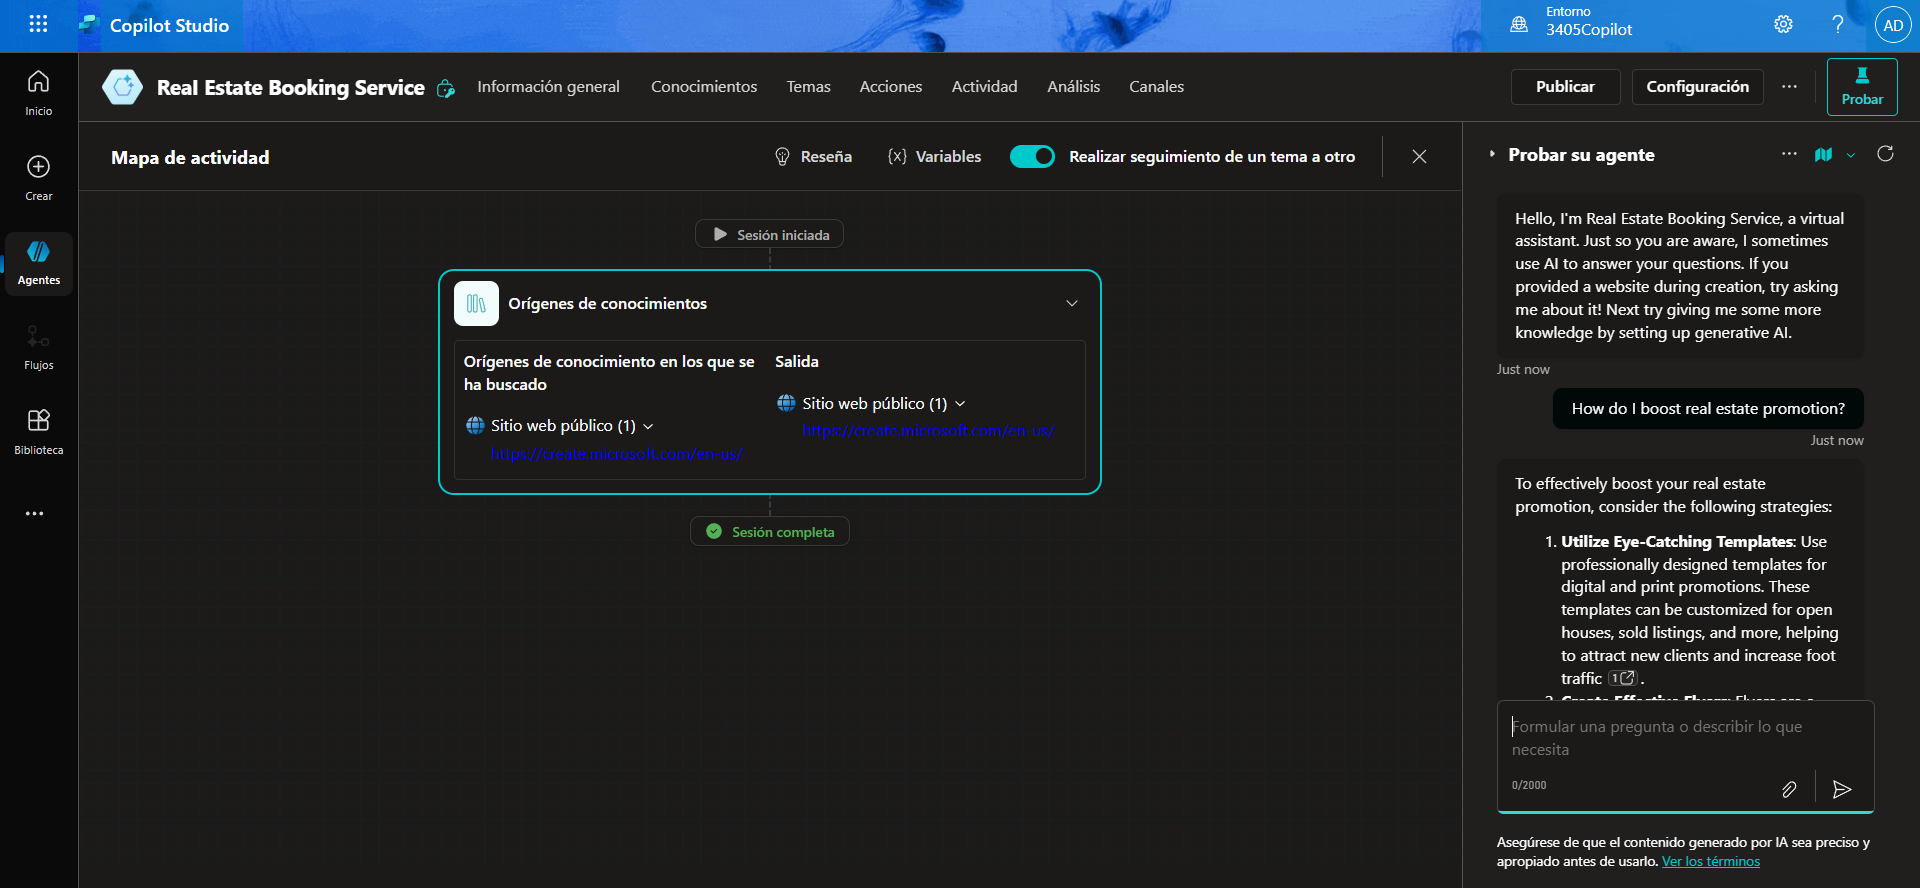 Copilot Studio
Entorno
3405Copilot
AD
Inicio
Crear
Agentes
Flujos
Biblioteca
Real Estate Booking Service
Información general
Conocimientos
Temas
Acciones
Actividad
Análisis
Canales
Publicar
Configuración
Probar
Mapa de actividad
Reseña
Variables
Realizar seguimiento de un tema a otro
Sesión iniciada
Orígenes de conocimientos
Orígenes de conocimiento en los que se
ha buscado
Sitio web público (1)
https://create.microsoft.com/en-us/
Salida
Sitio web público (1)
https://create.microsoft.com/en-us/
Sesión completa
Probar su agente
Hello, I'm Real Estate Booking Service, a virtual
assistant. Just so you are aware, I sometimes
use AI to answer your questions. If you
provided a website during creation, try asking
me about it! Next try giving me some more
knowledge by setting up generative AI.
Just now
How do I boost real estate promotion?
Just now
To effectively boost your real estate
promotion, consider the following strategies:
1. Utilize Eye-Catching Templates: Use
professionally designed templates for
digital and print promotions. These
templates can be customized for open
houses, sold listings, and more, helping
to attract new clients and increase foot
traffic 1.
2. Create Effective Flyers: Flyers are a
Formular una pregunta o describir lo que
necesita
0/2000
Asegúrese de que el contenido generado por IA sea preciso y
apropiado antes de usarlo. Ver los términos